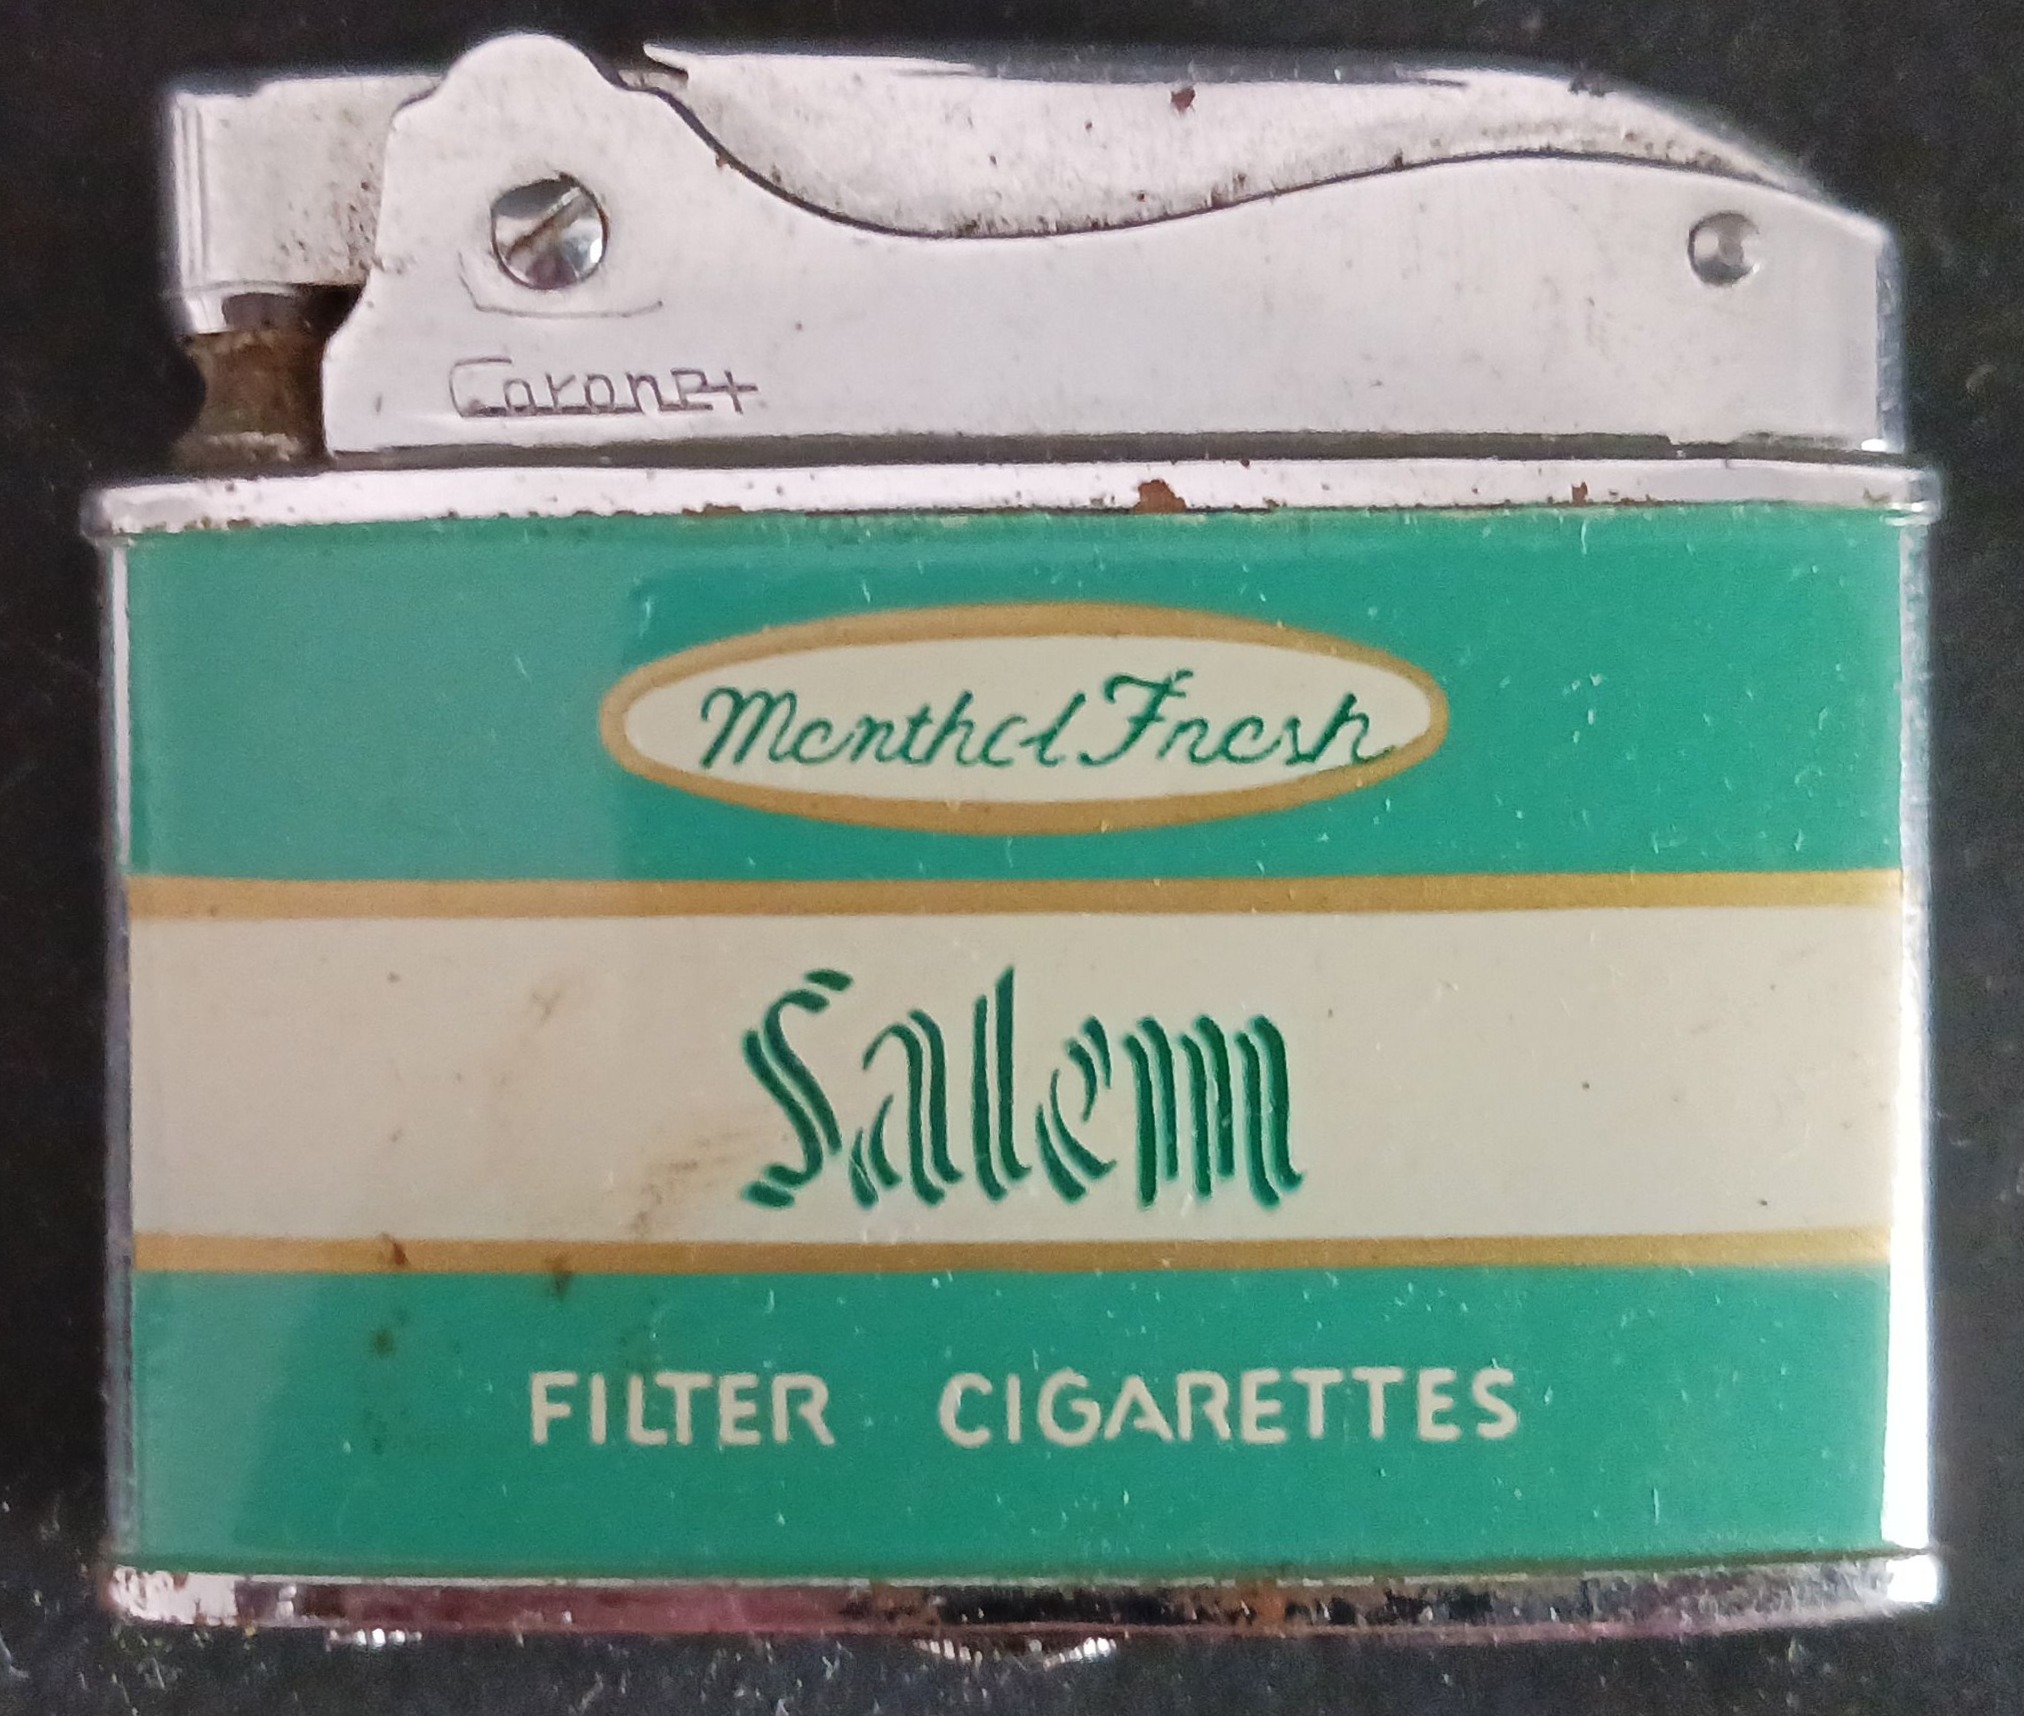 Coronet
Menthol Fresh
Salem
FILTER CIGARETTES